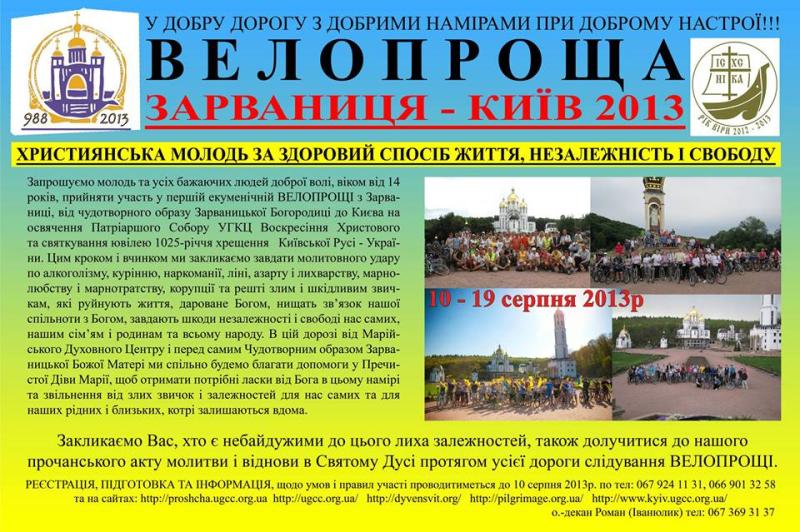 У ДОБРУ ДОРОГУ З ДОБРИМИ НАМІРАМИ ПРИ ДОБРОМУ НАСТРОЇ!!!
ВЕЛОПРОЩА
ЗАРВАНИЦЯ - КИЇВ 2013
988 2013
ІС ХС
НІКА
РІК ВІРИ 2012 - 2013
ХРИСТИЯНСЬКА МОЛОДЬ ЗА ЗДОРОВИЙ СПОСІБ ЖИТТЯ, НЕЗАЛЕЖНІСТЬ І СВОБОДУ
Запрошуємо молодь та усіх бажаючих людей доброї волі, віком від 14
років, прийняти участь у першій екуменічній ВЕЛОПРОЩІ з Зарва-
ниці, від чудотворного образу Зарваницької Богородиці до Києва на
освячення Патріаршого Собору УГКЦ Воскресіння Христового
та святкування ювілею 1025-річчя хрещення Київської Русі - Украї-
ни. Цим кроком і вчинком ми закликаємо завдати молитовного удару
по алкоголізму, курінню, наркоманії, ліні, азарту і лихварству, марно-
любству і марнотратству, корупції та решті злим і шкідливим звич-
кам, які руйнують життя, дароване Богом, нищать зв'язок нашої
спільноти з Богом, завдають шкоди незалежності і свободі нас самих,
нашим сім'ям і родинам та всьому народу. В цій дорозі від Марій-
ського Духовного Центру і перед самим Чудотворним образом Зарва-
ницької Божої Матері ми спільно будемо благати допомоги у Пречи-
стої Діви Марії, щоб отримати потрібні ласки від Бога в цьому намірі
та звільнення від злих звичок і залежностей для нас самих та для
наших рідних і близьких, котрі залишаються вдома.
10 - 19 серпня 2013р
Закликаємо Вас, хто є небайдужими до цього лиха залежностей, також долучитися до нашого
прочанського акту молитви і віднови в Святому Дусі протягом усієї дороги слідування ВЕЛОПРОЩІ.
РЕЄСТРАЦІЯ, ПІДГОТОВКА ТА ІНФОРМАЦІЯ, щодо умов і правил участі проводитиметься до 10 серпня 2013р. по тел: 067 924 11 31, 066 901 32 58
та на сайтах: http://proshcha.ugcc.org.ua http://ugcc.org.ua/ http://dyvensvit.org/ http://pilgrimage.org.ua/ http://www.kyiv.ugcc.org.ua/
о.-декан Роман (Іванюлик) тел: 067 369 31 37